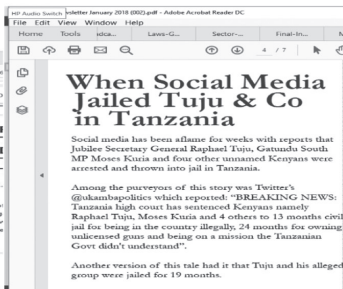 HP Audio Switch
sletter January 2018 (002).pdf - Adobe Acrobat Reader DC
File Edit View Window Help
Home Tools idca... Laws-G... Sector-... Final-In...
4 / 7
When Social Media
Jailed Tuju & Co
in Tanzania
Social media has been aflame for weeks with reports that
Jubilee Secretary General Raphael Tuju, Gatundu South
MP Moses Kuria and four other unnamed Kenyans were
arrested and thrown into jail in Tanzania.
Among the purveyors of this story was Twitter's
@ukambapolitics which reported: "BREAKING NEWS:
Tanzania high court has sentenced Kenyans namely
Raphael Tuju, Moses Kuria and 4 others to 13 months civil
jail for being in the country illegally, 24 months for owning
unlicensed guns and being on a mission the Tanzanian
Govt didn't understand".
Another version of this tale had it that Tuju and his alleged
group were jailed for 19 months.